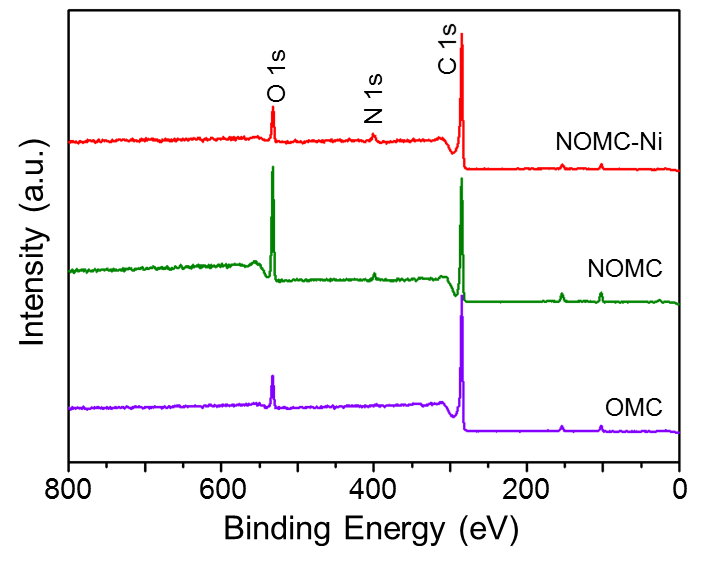 C 1s
O 1s
N 1s
NOMC-Ni
NOMC
OMC
Intensity (a.u.)
800 600 400 200 0
Binding Energy (eV)